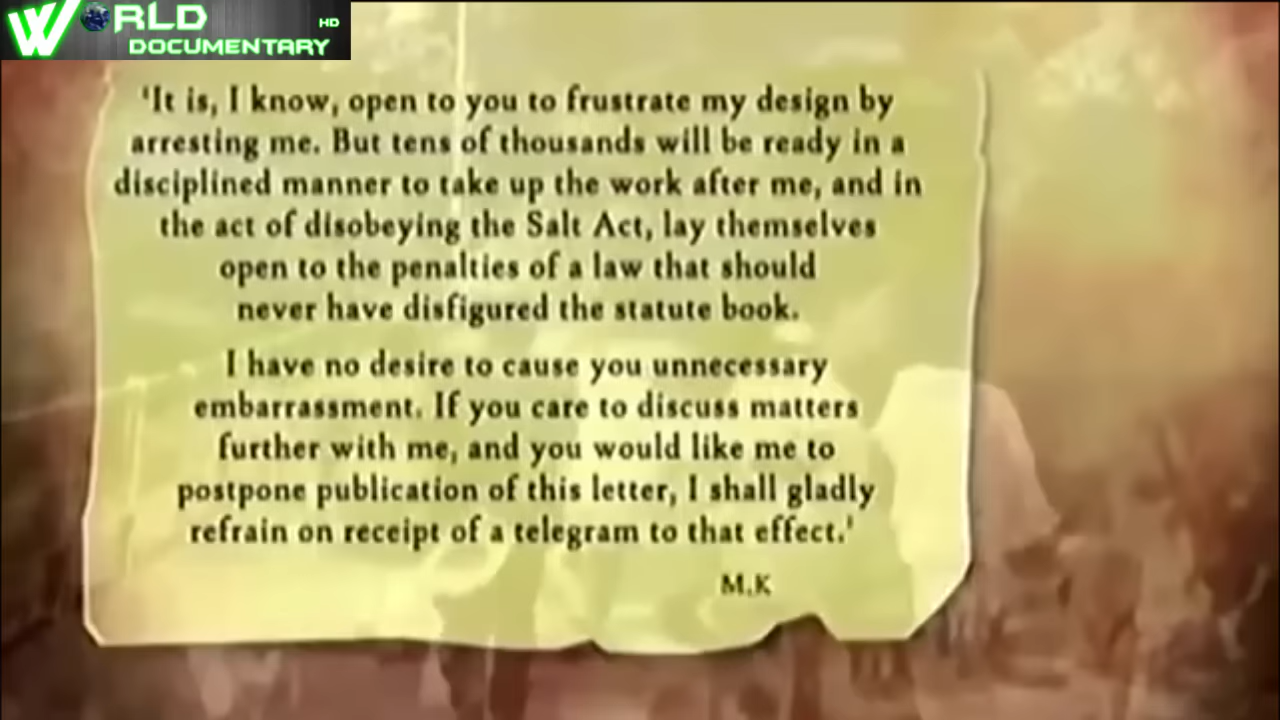 WORLD HD
DOCUMENTARY
'It is, I know, open to you to frustrate my design by
arresting me. But tens of thousands will be ready in a
disciplined manner to take up the work after me, and in
the act of disobeying the Salt Act, lay themselves
open to the penalties of a law that should
never have disfigured the statute book.
I have no desire to cause you unnecessary
embarrassment. If you care to discuss matters
further with me, and you would like me to
postpone publication of this letter, I shall gladly
refrain on receipt of a telegram to that effect.'
M.K